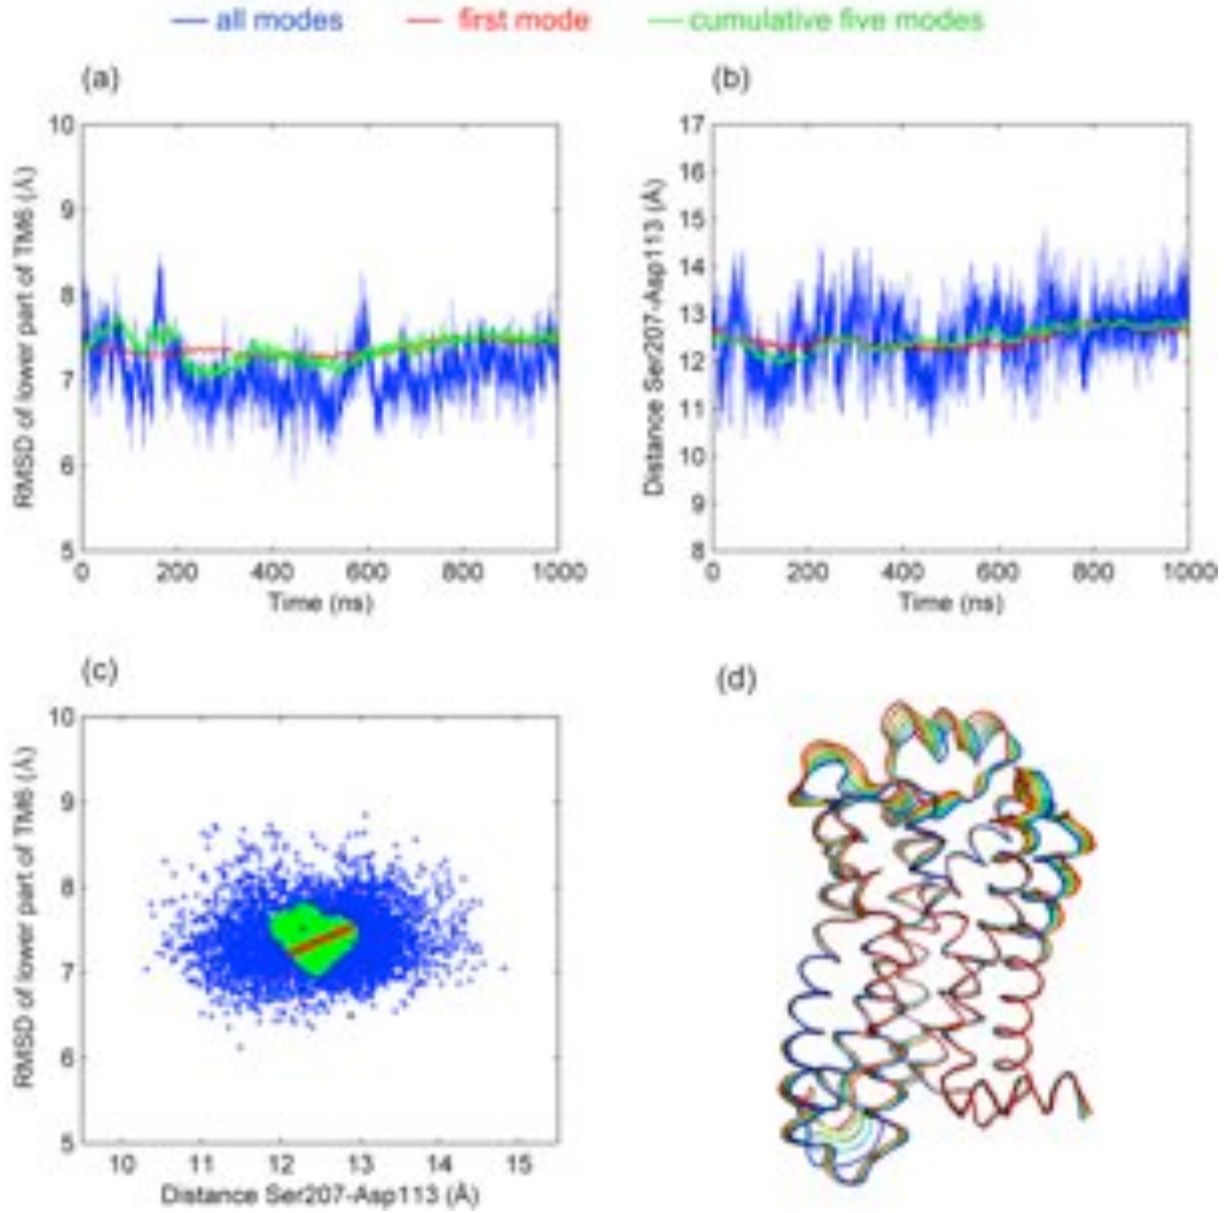 all modes first mode cumulative five modes
(a)
(b)
RMSD of lower part of TM6 (Å)
10
9
8
7
6
5
0 200 400 600 800 1000
Time (ns)
Distance Ser207-Asp113 (Å)
17
16
15
14
13
12
11
10
9
8
0 200 400 600 800 1000
Time (ns)
(c)
(d)
RMSD of lower part of TM6 (Å)
10
9
8
7
6
5
10 11 12 13 14 15
Distance Ser207-Asp113 (Å)